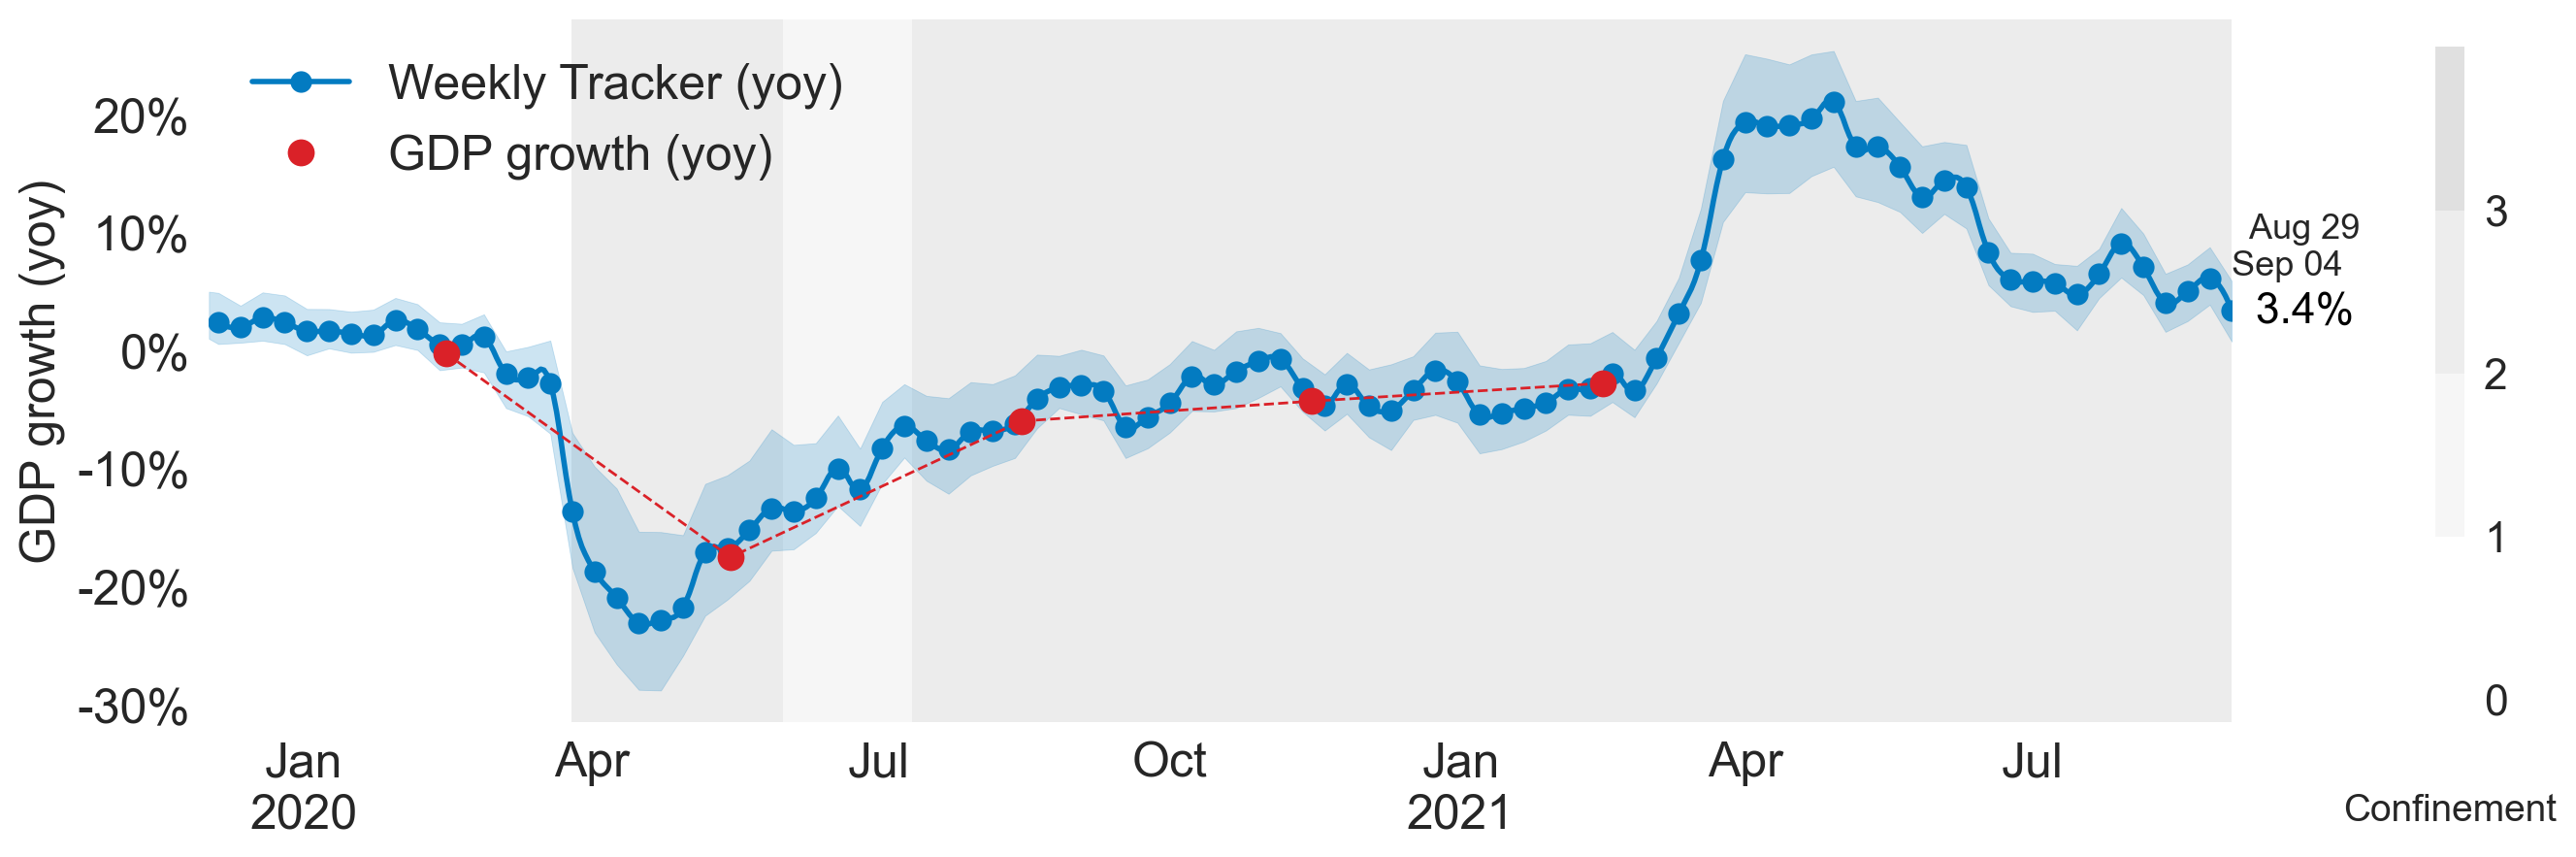 Weekly Tracker (yoy)
GDP growth (yoy)
GDP growth (yoy)
20%
10%
0%
-10%
-20%
-30%
Jan
2020
Apr
Jul
Oct
Jan
2021
Apr
Jul
Aug 29
Sep 04
3.4%
3
2
1
0
Confinement